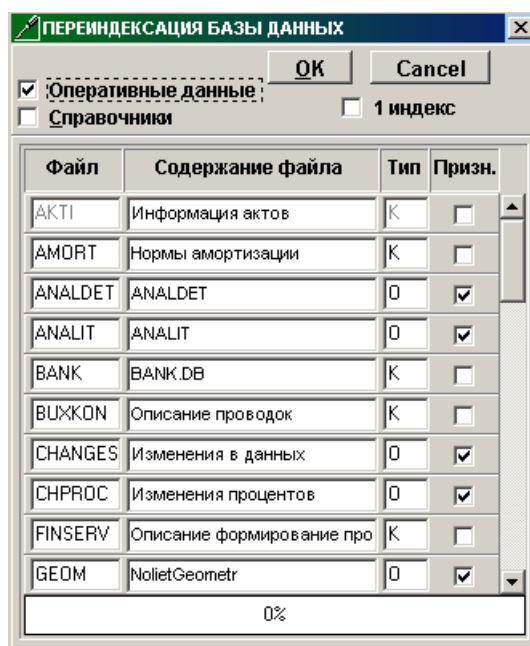 ПЕРЕИНДЕКСАЦИЯ БАЗЫ ДАННЫХ
OK Cancel
Оперативные данные
Справочники 1 индекс
Файл Содержание файла Тип Призн.
AKTI Информация актов K
AMORT Нормы амортизации K
ANALDET ANALDET O
ANALIT ANALIT O
BANK BANK.DB K
BUXKON Описание проводок K
CHANGES Изменения в данных O
CHPROC Изменения процентов O
FINSERV Описание формирование про K
GEOM NolietGeometr O
0%